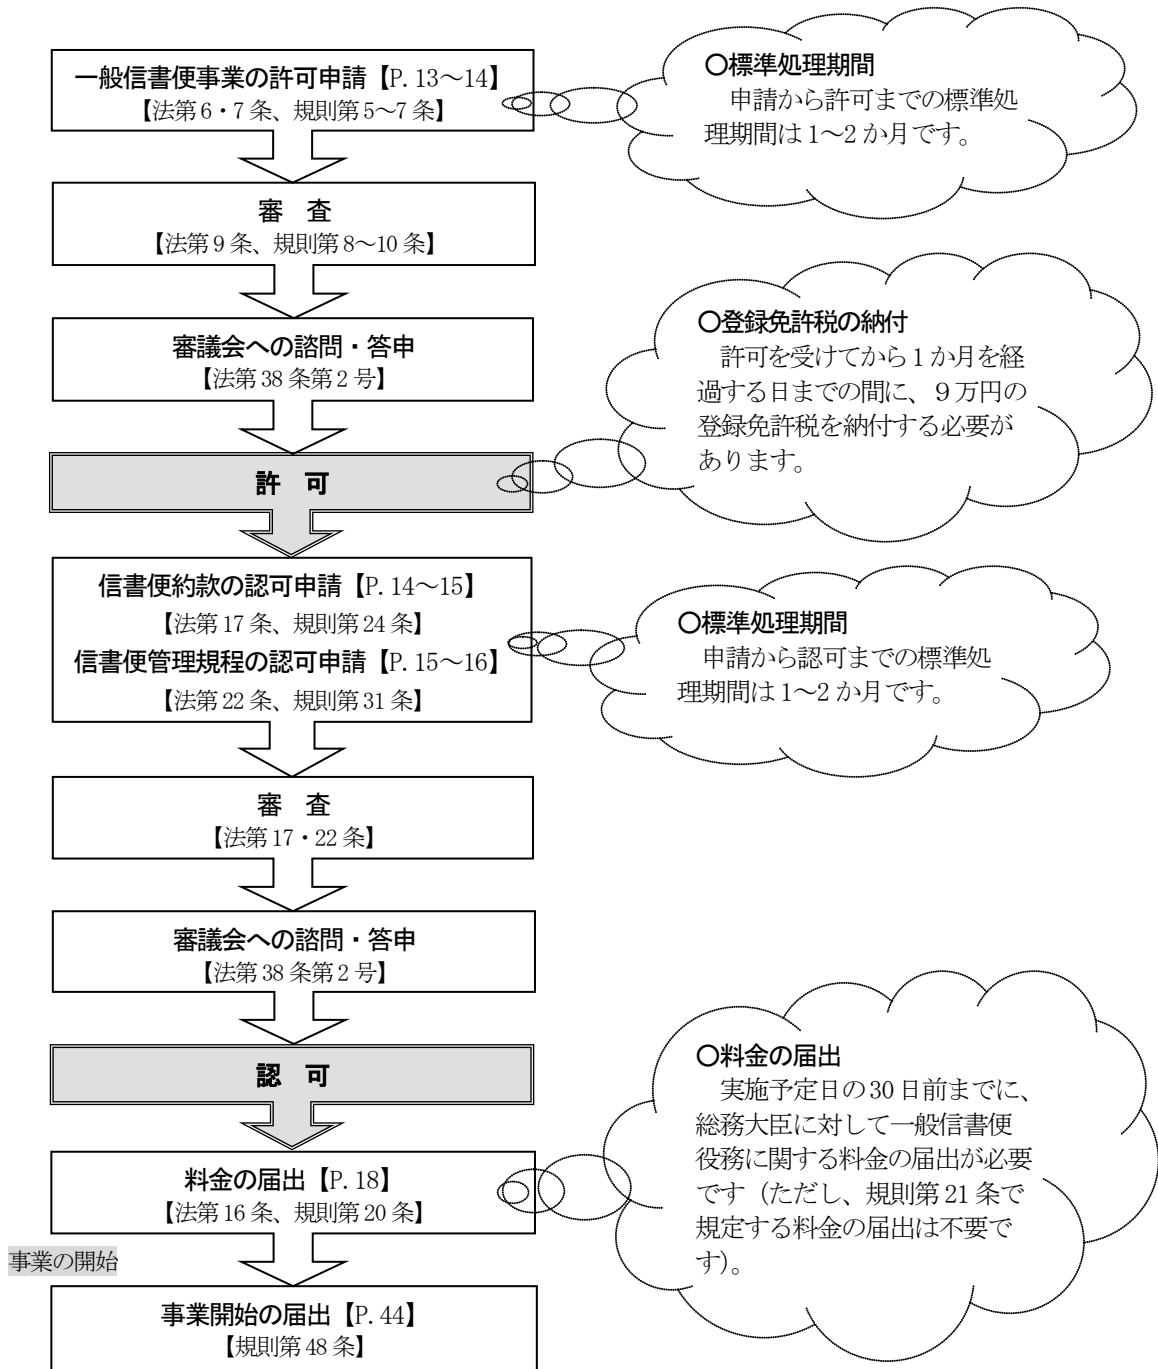 一般信書便事業の許可申請【P.13～14】
【法第6・7条、規則第5～7条】
○標準処理期間
申請から許可までの標準処
理期間は1～2か月です。
審　査
【法第9条、規則第8～10条】
審議会への諮問・答申
【法第38条第2号】
○登録免許税の納付
許可を受けてから1か月を経
過する日までの間に、９万円の
登録免許税を納付する必要が
あります。
許　可
信書便約款の認可申請【P.14～15】
【法第17条、規則第24条】
信書便管理規程の認可申請【P.15～16】
【法第22条、規則第31条】
○標準処理期間
申請から認可までの標準処
理期間は1～2か月です。
審　査
【法第17・22条】
審議会への諮問・答申
【法第38条第2号】
認　可
○料金の届出
実施予定日の30日前までに、
総務大臣に対して一般信書便
役務に関する料金の届出が必要
です（ただし、規則第21条で
規定する料金の届出は不要で
す）。
料金の届出【P.18】
【法第16条、規則第20条】
事業の開始
事業開始の届出【P.44】
【規則第48条】